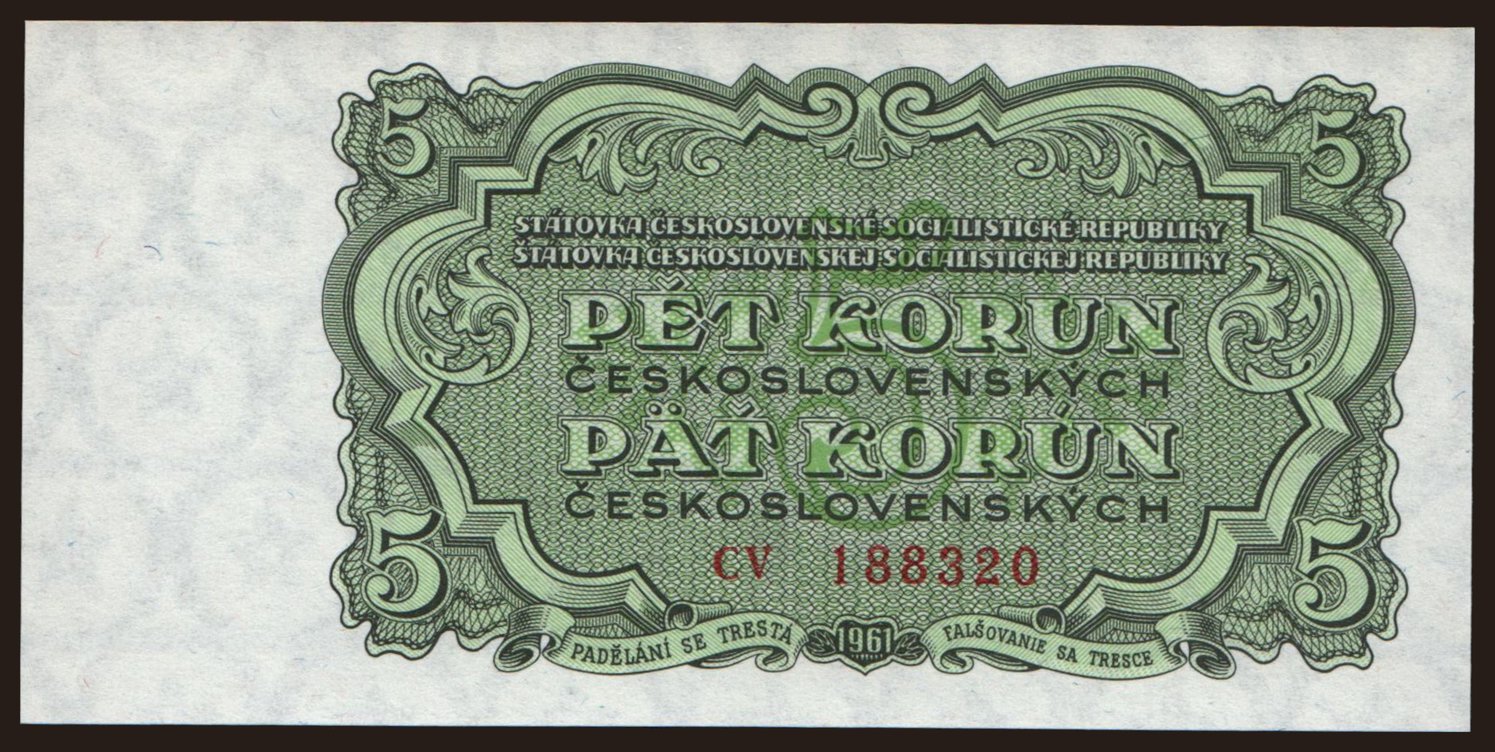 5 5
STÁTOVKA ČESKOSLOVENSKÉ SOCIALISTICKÉ REPUBLIKY
ŠTÁTOVKA ČESKOSLOVENSKEJ SOCIALISTICKEJ REPUBLIKY
PĚT KORUN
ČESKOSLOVENSKÝCH
PÄŤ KORÚN
ČESKOSLOVENSKÝCH
CV 188320
5 5
PADĚLÁNÍ SE TRESTÁ 1961 FALŠOVANIE SA TRESCE